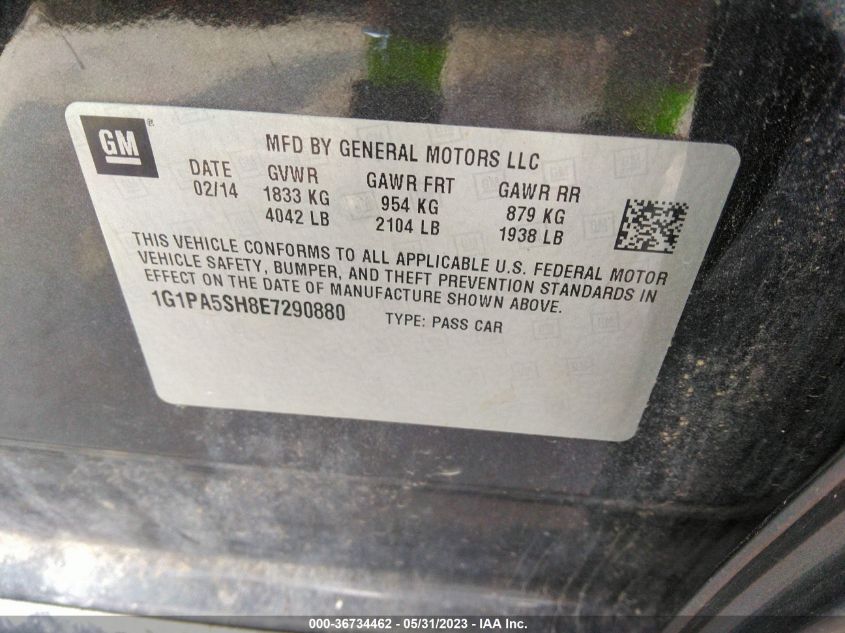 GM
MFD BY GENERAL MOTORS LLC
DATE GVWR GAWR FRT GAWR RR
02/14 1833 KG 954 KG 879 KG
4042 LB 2104 LB 1938 LB
THIS VEHICLE CONFORMS TO ALL APPLICABLE U.S. FEDERAL MOTOR
VEHICLE SAFETY, BUMPER, AND THEFT PREVENTION STANDARDS IN
EFFECT ON THE DATE OF MANUFACTURE SHOWN ABOVE.
1G1PA5SH8E7290880 TYPE: PASS CAR
000-36734462 - 05/31/2023 - IAA Inc.